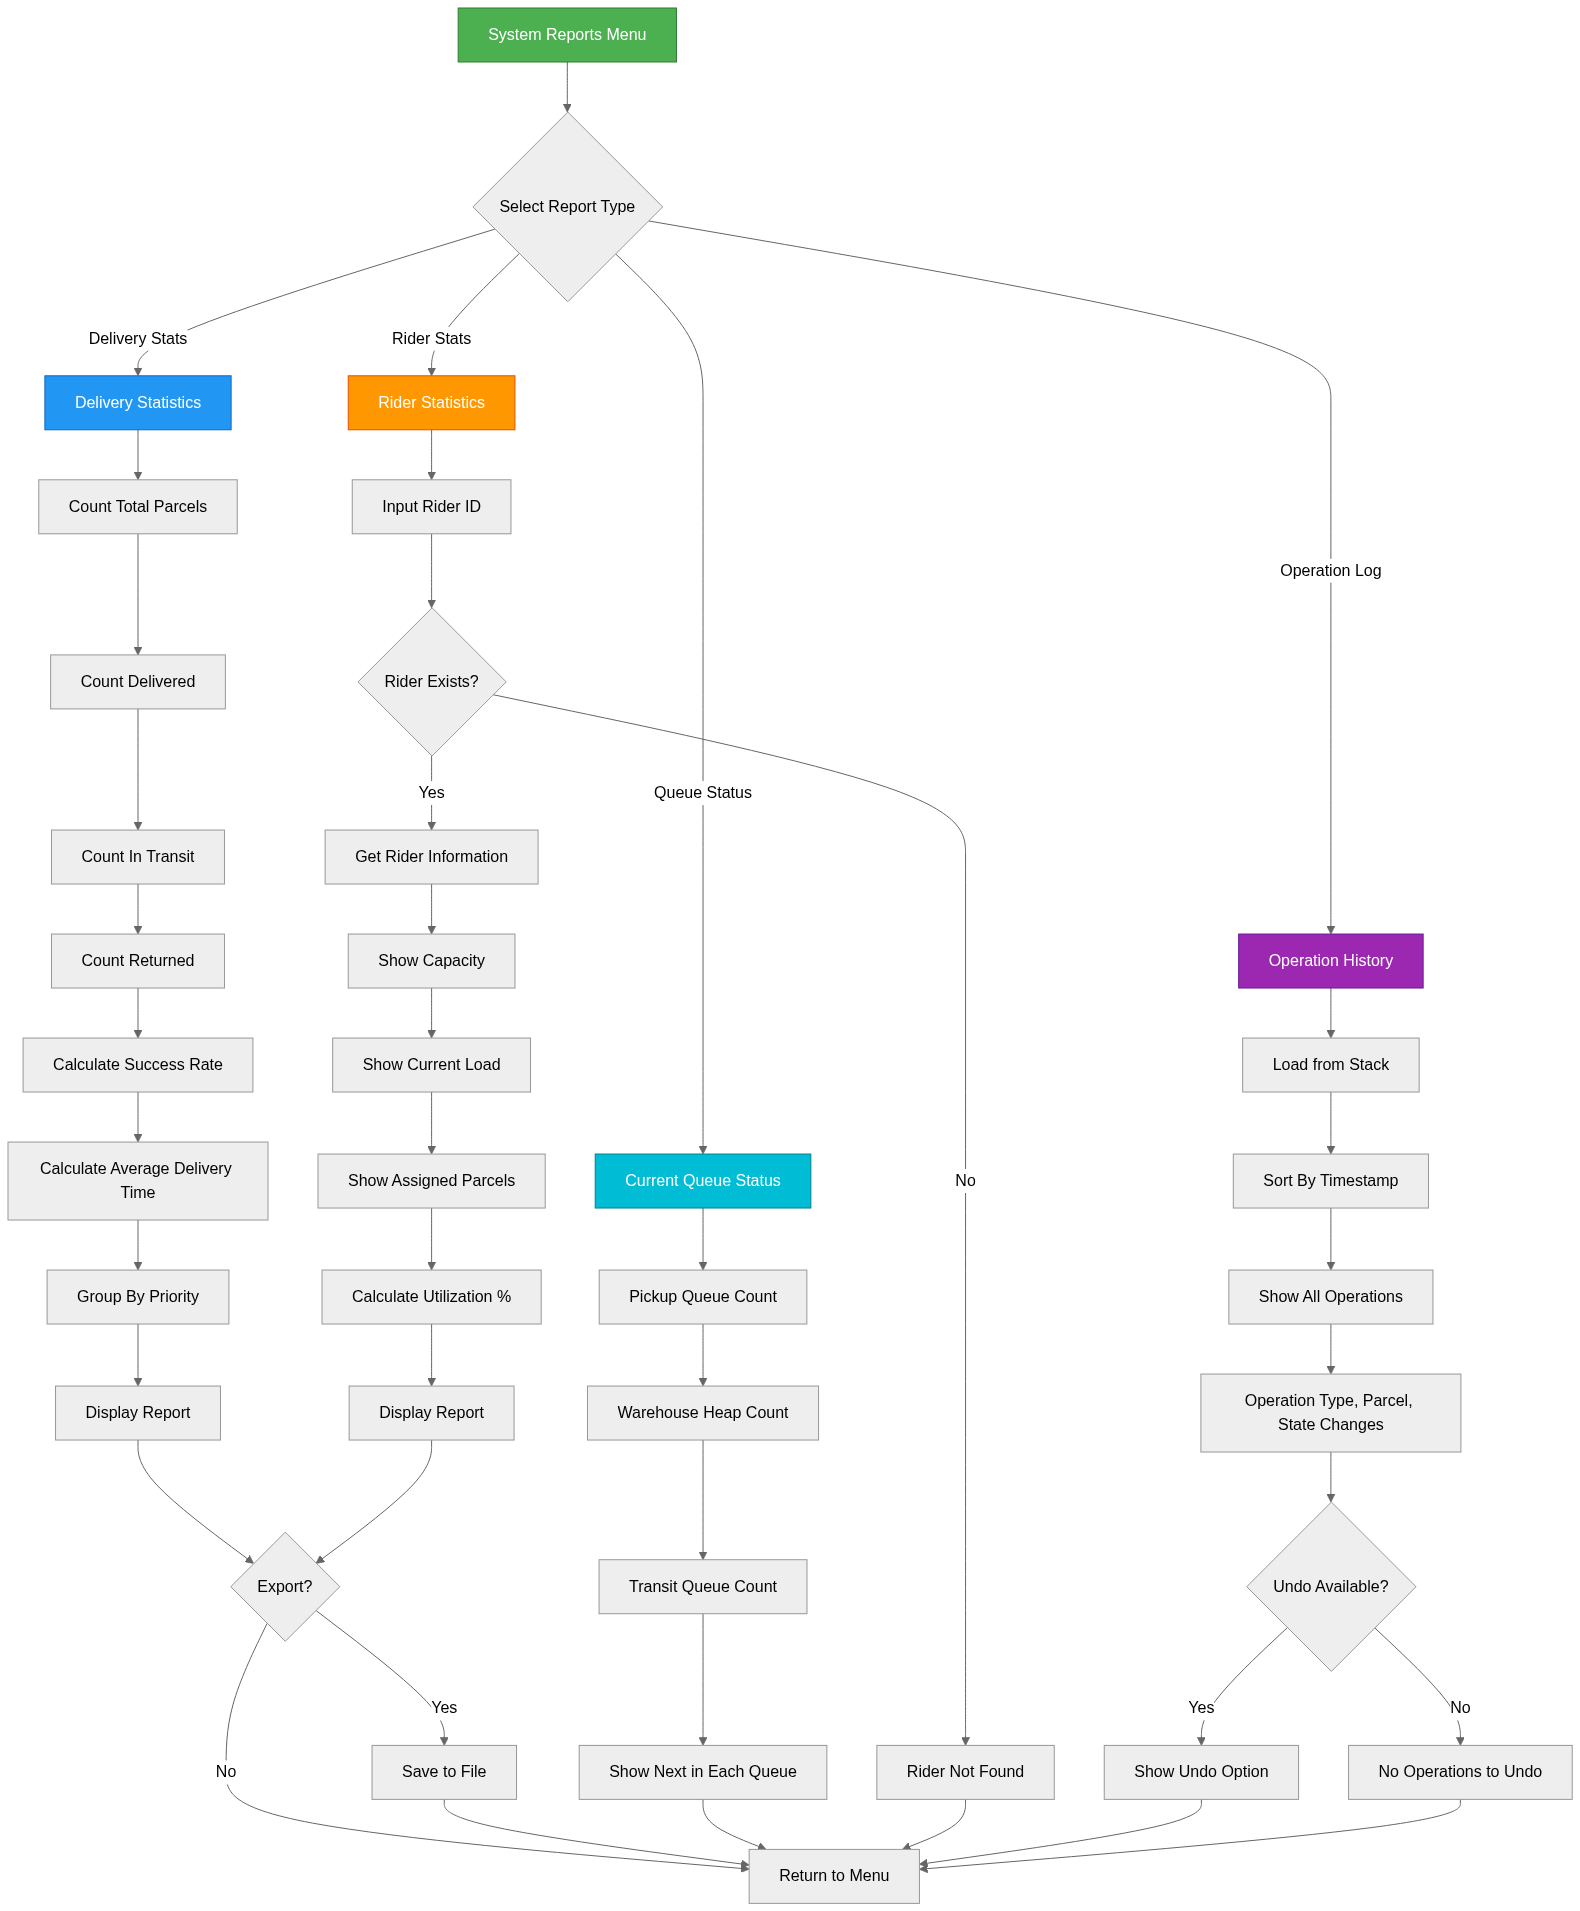 System Reports Menu
Select Report Type
Delivery Stats
Rider Stats
Delivery Statistics
Rider Statistics
Count Total Parcels
Input Rider ID
Operation Log
Count Delivered
Rider Exists?
Yes
Queue Status
Count In Transit
Get Rider Information
Count Returned
Show Capacity
Operation History
Calculate Success Rate
Show Current Load
Load from Stack
Calculate Average Delivery
Time
Show Assigned Parcels
Current Queue Status
No
Sort By Timestamp
Group By Priority
Calculate Utilization %
Pickup Queue Count
Show All Operations
Display Report
Display Report
Warehouse Heap Count
Operation Type, Parcel,
State Changes
Export?
Transit Queue Count
Undo Available?
Yes
Yes
No
No
Save to File
Show Next in Each Queue
Rider Not Found
Show Undo Option
No Operations to Undo
Return to Menu